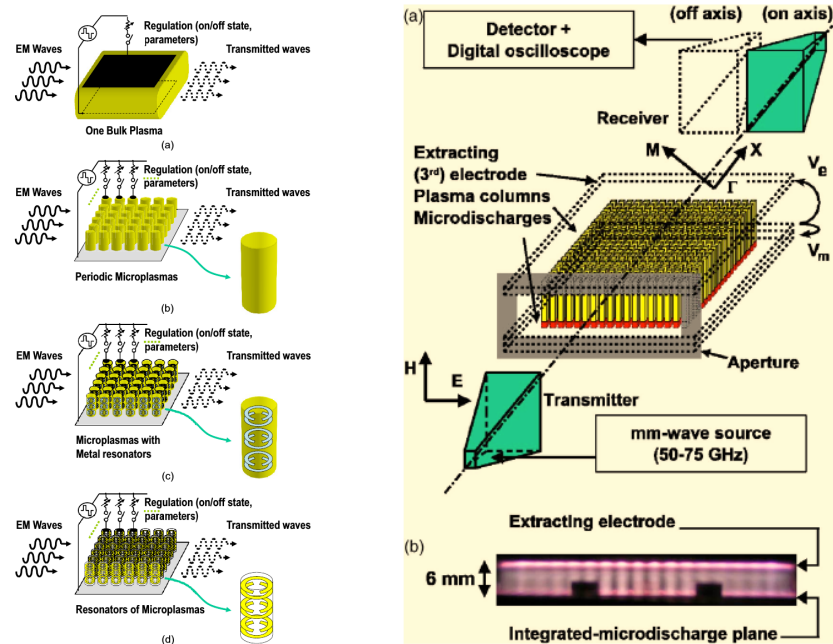 Regulation (on/off state,
parameters)
EM Waves
Transmitted waves
One Bulk Plasma
(a)
Regulation (on/off state,
parameters)
EM Waves
Transmitted waves
Periodic Microplasmas
(b)
Regulation (on/off state,
parameters)
EM Waves
Transmitted
waves
Microplasmas with
Metal resonators
(c)
Regulation (on/off state,
parameters)
EM Waves
Transmitted waves
Resonators of Microplasmas
(d)
(a)
(off axis)
(on axis)
Detector +
Digital oscilloscope
Receiver
M
X
Γ
Extracting
(3rd) electrode
Plasma columns
Microdischarges
Ve
Vm
Aperture
H
E
Transmitter
mm-wave source
(50-75 GHz)
Extracting electrode
(b)
6 mm
Integrated-microdischarge plane